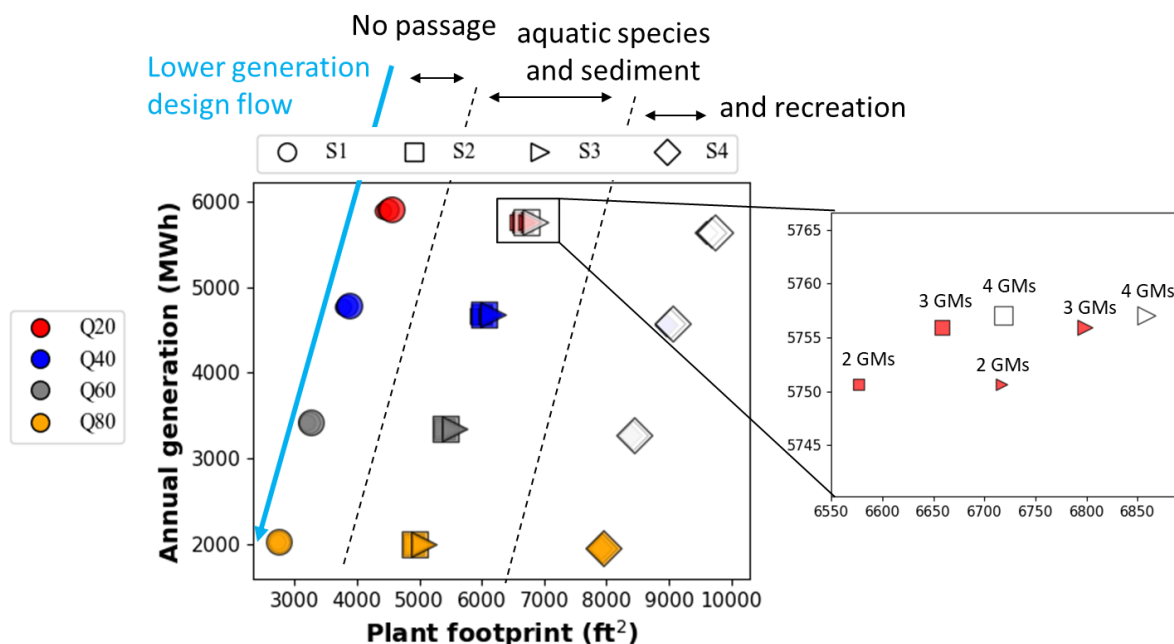 No passage
aquatic species
and sediment
Lower generation
design flow
and recreation
S1 S2 S3 S4
Annual generation (MWh)
6000
5000
4000
3000
2000
3000 4000 5000 6000 7000 8000 9000 10000
Plant footprint (ft²)
Q20
Q40
Q60
Q80
5765
5760
5755
5750
5745
4 GMs 4 GMs
3 GMs 3 GMs
2 GMs 2 GMs
6550 6600 6650 6700 6750 6800 6850